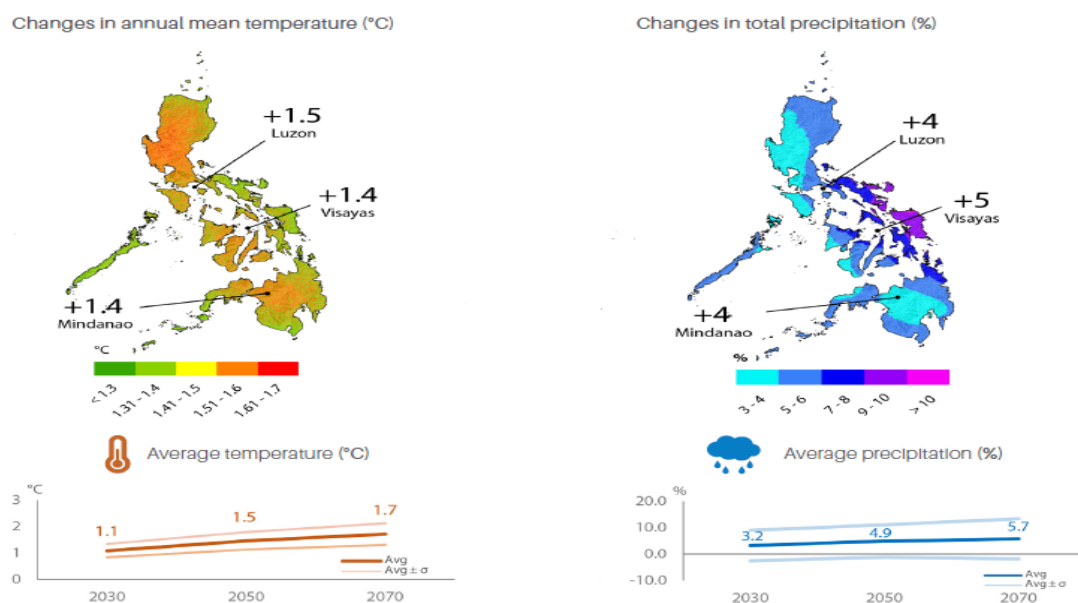 Changes in annual mean temperature (°C)
+1.5
Luzon
+1.4
Visayas
+1.4
Mindanao
°C
< 1.3
1.31 - 1.4
1.41 - 1.5
1.51 - 1.6
1.61 - 1.7
Changes in total precipitation (%)
+4
Luzon
+5
Visayas
+4
Mindanao
%
3 - 4
5 - 6
7 - 8
9 - 10
> 10
Average temperature (°C)
°C
3
2
1
0
1.1
1.5
1.7
Avg
Avg ± σ
2030
2050
2070
Average precipitation (%)
%
20.0
10.0
0.0
-10.0
3.2
4.9
5.7
Avg
Avg ± σ
2030
2050
2070